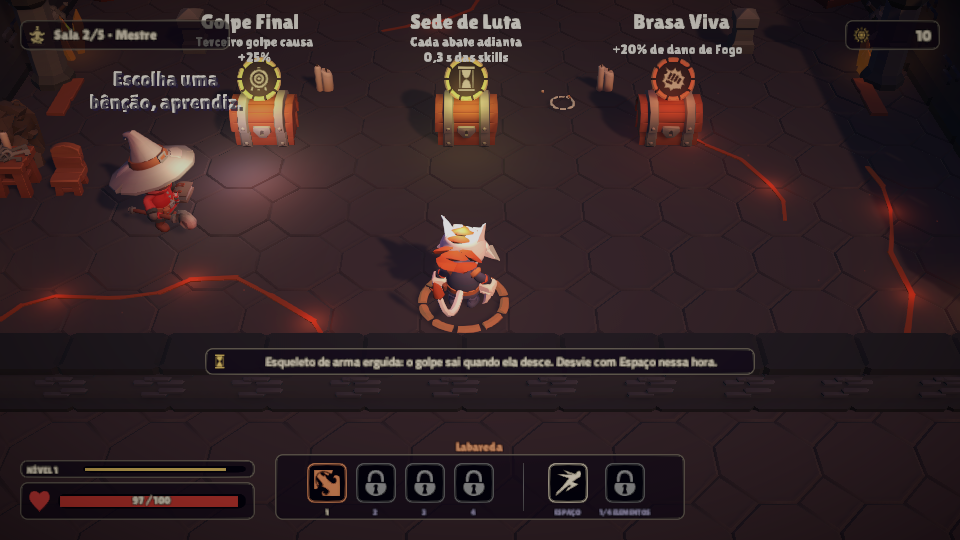 Golpe Final
Terceiro golpe causa
+25%
Sede de Luta
Cada abate adianta
0,3 s das skills
Brasa Viva
+20% de dano de Fogo
Sala 2/5 - Mestre
10
Escolha uma
bênção, aprendiz.
Esqueleto de arma erguida: o golpe sai quando ela desce. Desvie com Espaço nessa hora.
Labareda
NÍVEL 1
97 / 100
1
2
3
4
ESPAÇO
1/4 ELEMENTOS